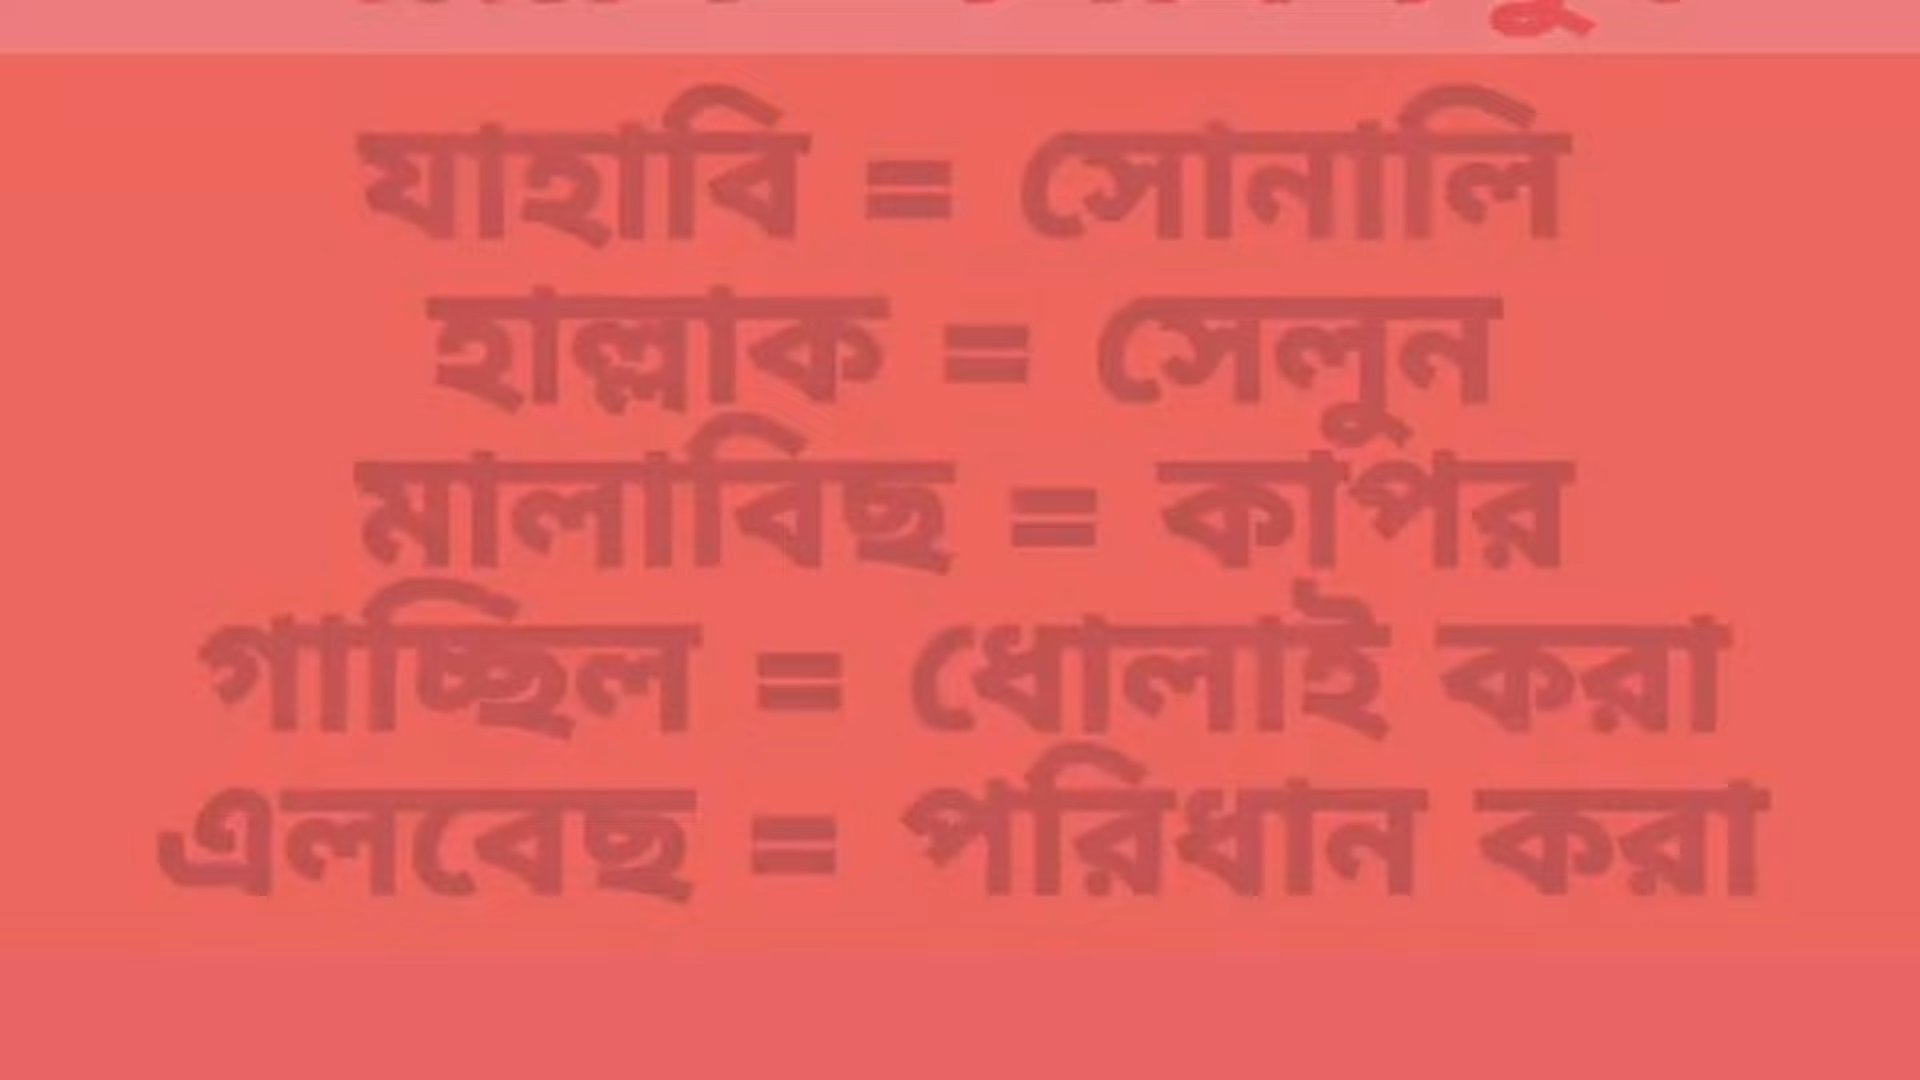 যাহাবি = সোনালি
হাল্লাক = সেলুন
মালাবিছ = কাপর
গাচ্ছিল = ধোলাই করা
এলবেছ = পরিধান করা